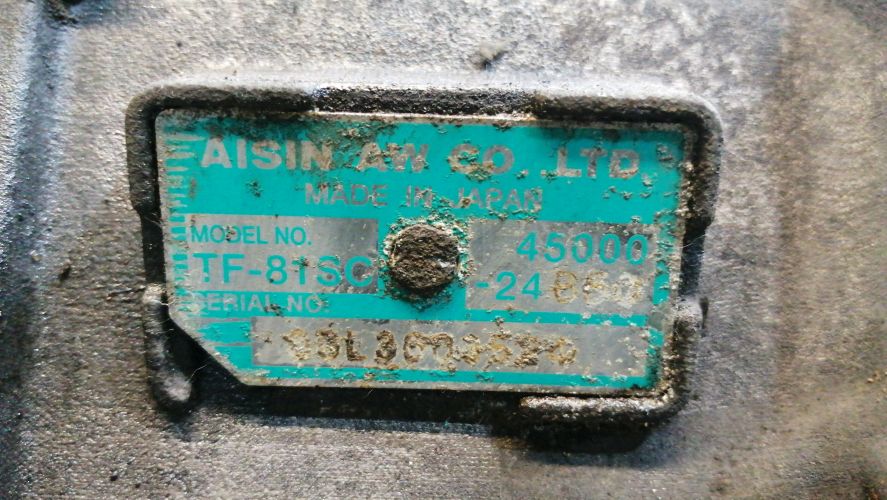 AISIN AW CO., LTD
MADE IN JAPAN
MODEL NO.
TF-81SC
45000
-24
SERIAL NO.